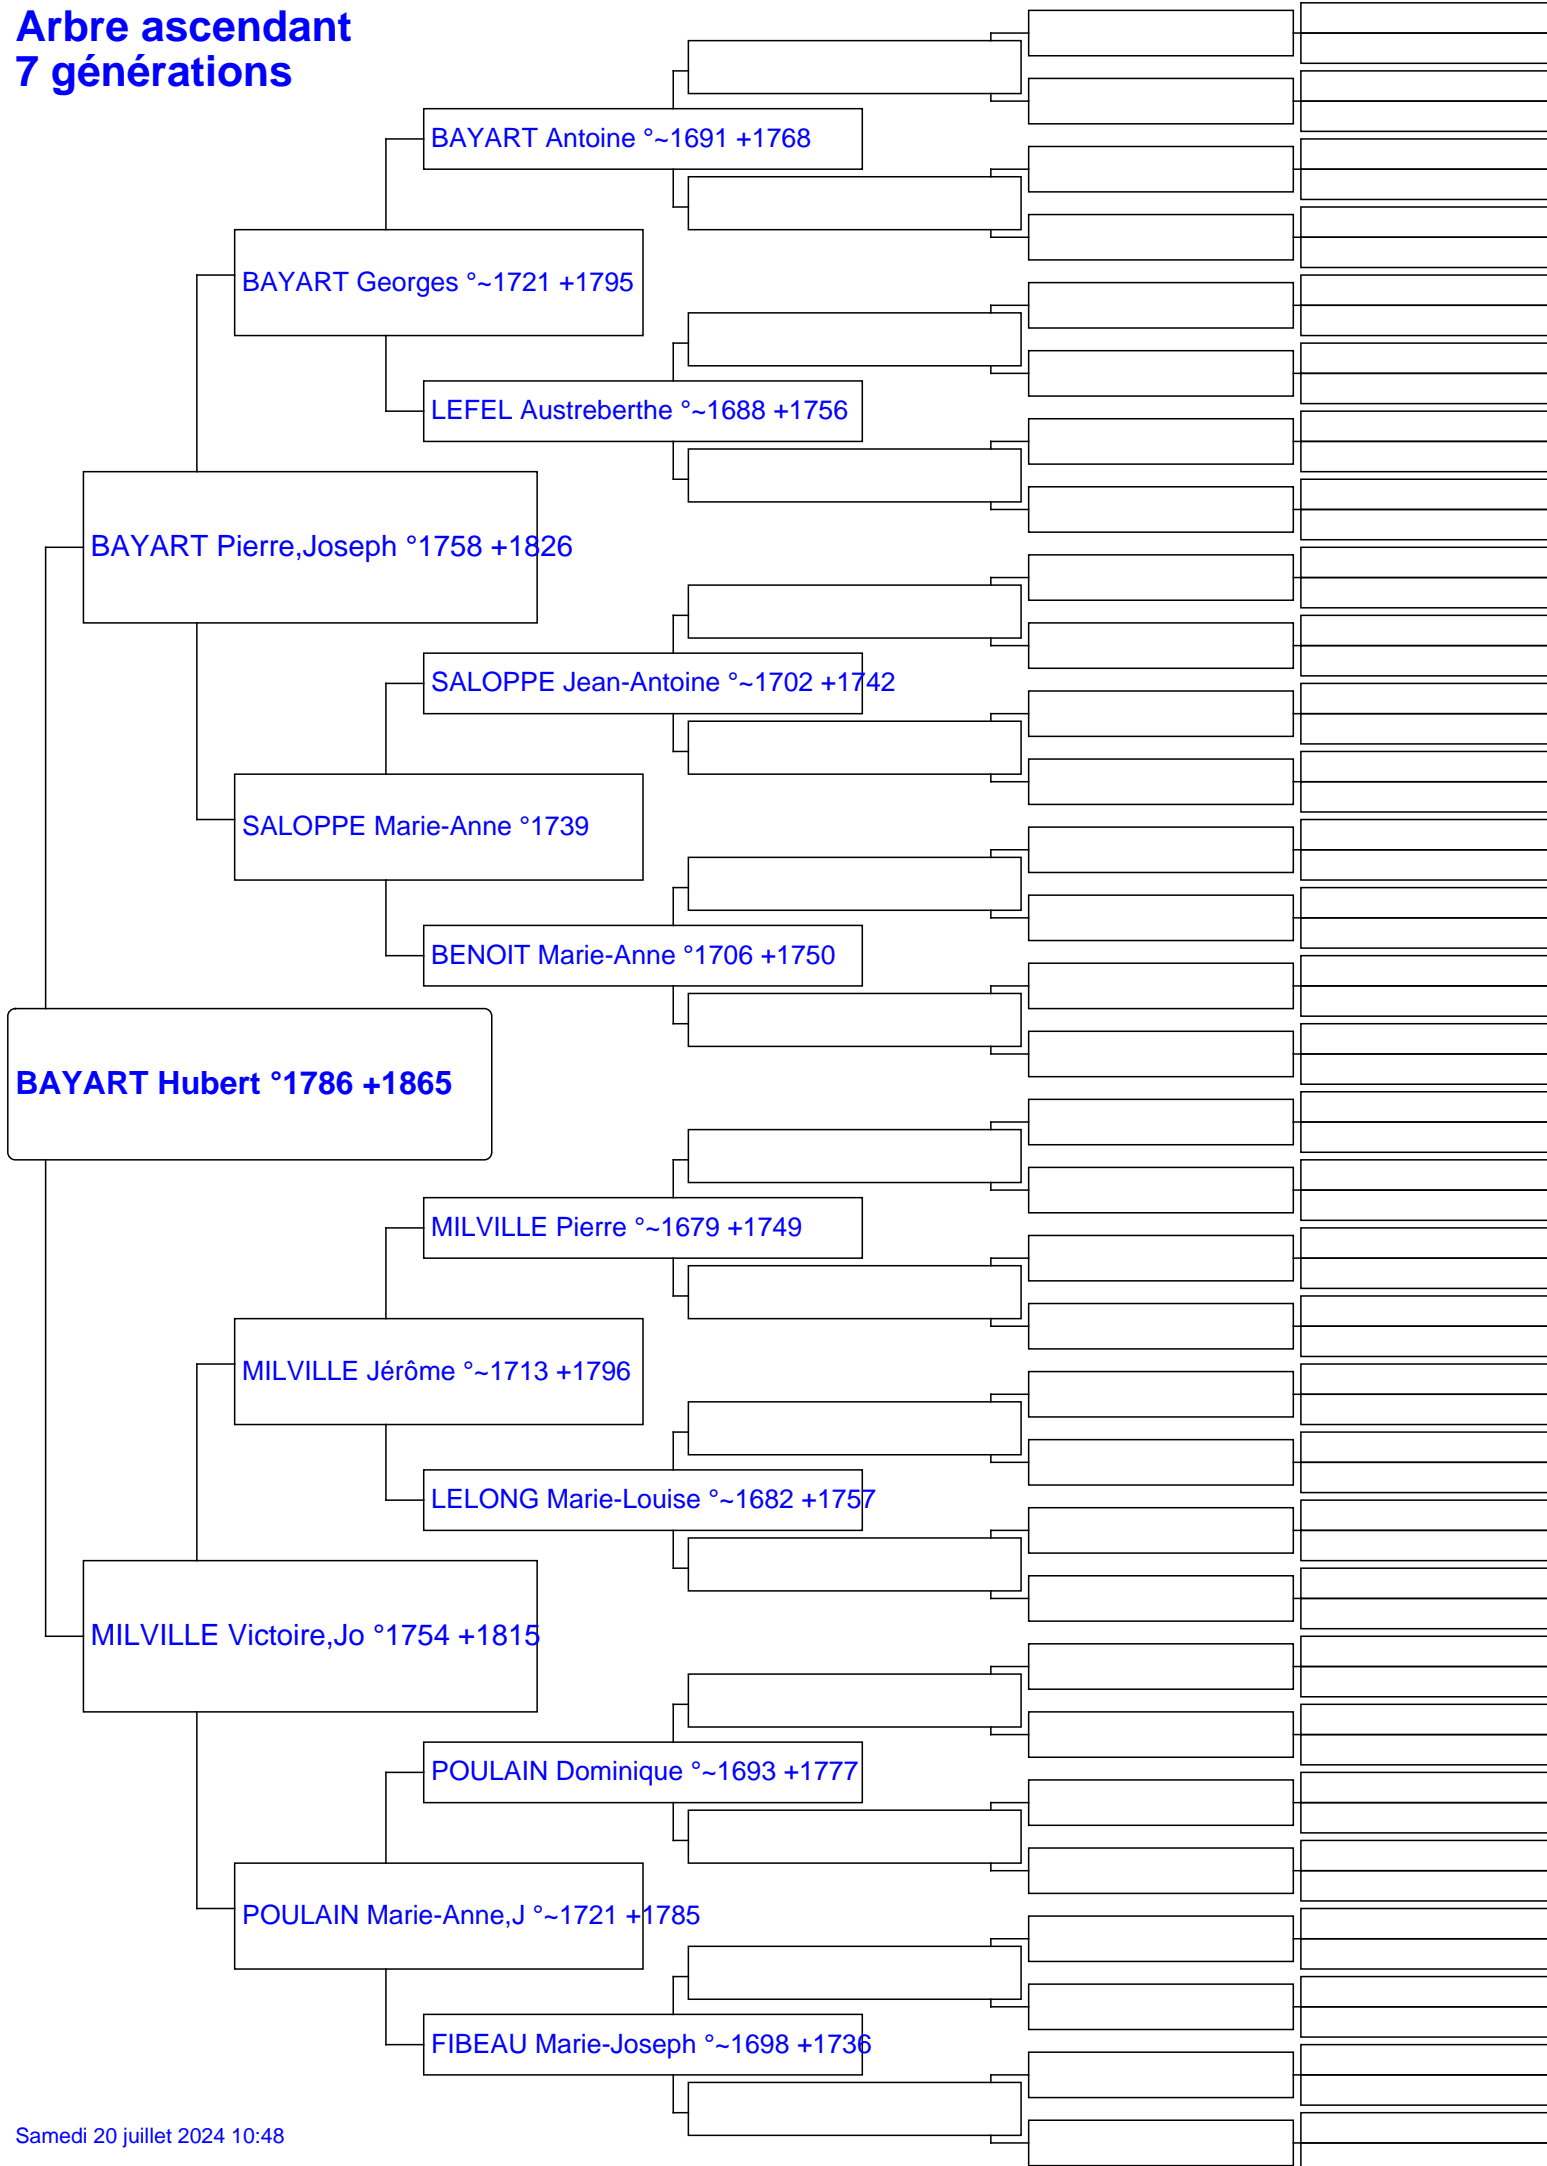 Arbre ascendant
7 générations
BAYART Antoine °~1691 +1768
BAYART Georges °~1721 +1795
LEFEL Austreberthe °~1688 +1756
BAYART Pierre,Joseph °1758 +1826
SALOPPE Jean-Antoine °~1702 +1742
SALOPPE Marie-Anne °1739
BENOIT Marie-Anne °1706 +1750
BAYART Hubert °1786 +1865
MILVILLE Pierre °~1679 +1749
MILVILLE Jérôme °~1713 +1796
LELONG Marie-Louise °~1682 +1757
MILVILLE Victoire,Jo °1754 +1815
POULAIN Dominique °~1693 +1777
POULAIN Marie-Anne,J °~1721 +1785
FIBEAU Marie-Joseph °~1698 +1736
Samedi 20 juillet 2024 10:48